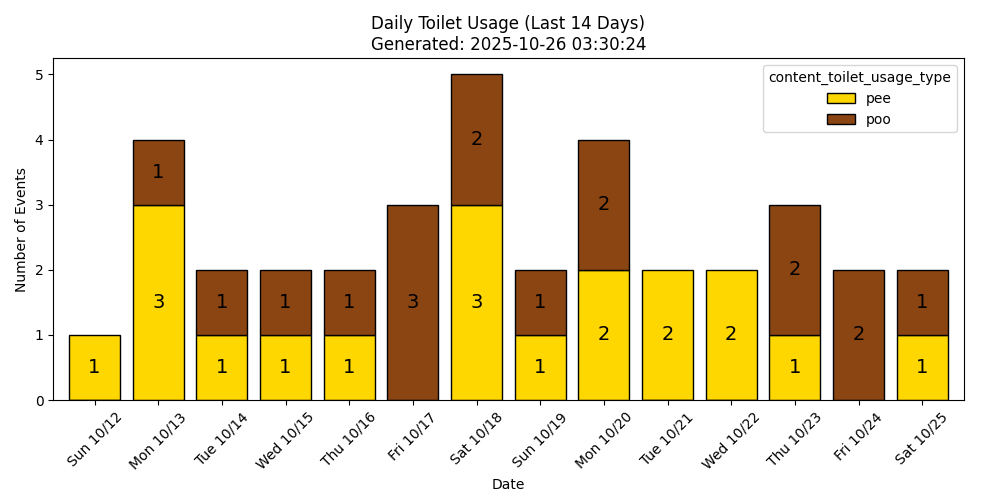 Daily Toilet Usage (Last 14 Days)
Generated: 2025-10-26 03:30:24
content_toilet_usage_type
pee
poo
Number of Events
5
4
3
2
1
0
1
3
1
1
1
1
1
1
1
3
3
2
1
1
2
2
2
2
1
2
2
1
1
Sun 10/12
Mon 10/13
Tue 10/14
Wed 10/15
Thu 10/16
Fri 10/17
Sat 10/18
Sun 10/19
Mon 10/20
Tue 10/21
Wed 10/22
Thu 10/23
Fri 10/24
Sat 10/25
Date